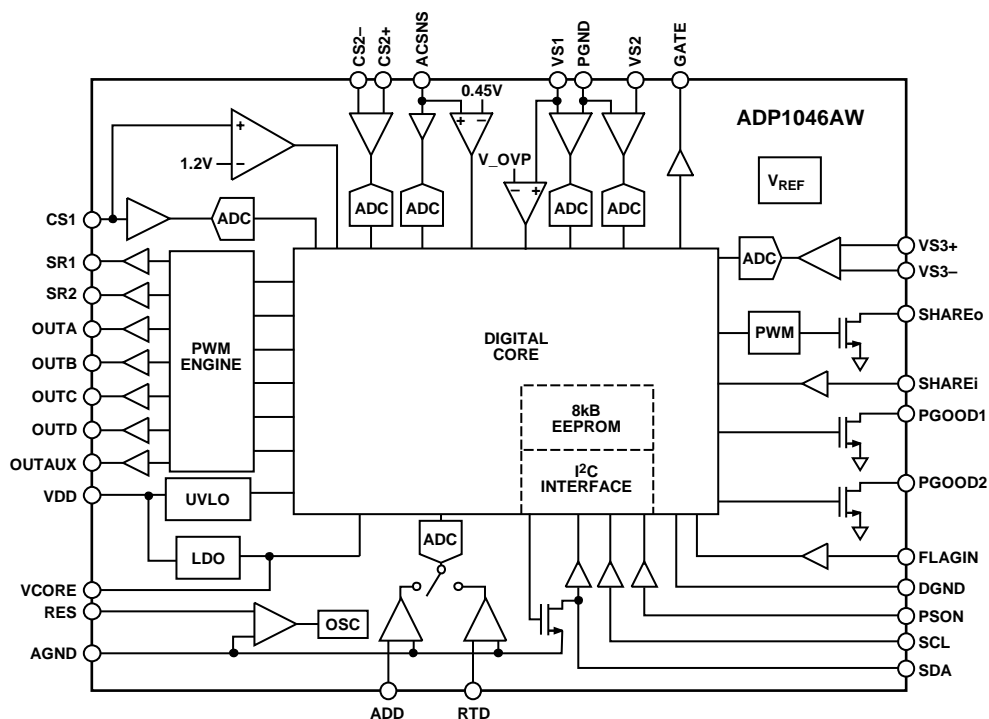 CS2–
CS2+
ACSNS
VS1
PGND
VS2
GATE
ADP1046AW
0.45V
+ –
+
1.2V
–
V_OVP
– +
VREF
CS1
ADC
ADC
ADC
ADC
ADC
ADC
VS3+
VS3–
SR1
SR2
OUTA
OUTB
OUTC
OUTD
OUTAUX
PWM
ENGINE
DIGITAL
CORE
PWM
SHAREo
SHAREi
8kB
EEPROM
PGOOD1
I2C
INTERFACE
PGOOD2
VDD
UVLO
LDO
ADC
FLAGIN
VCORE
DGND
RES
OSC
PSON
SCL
AGND
SDA
ADD
RTD